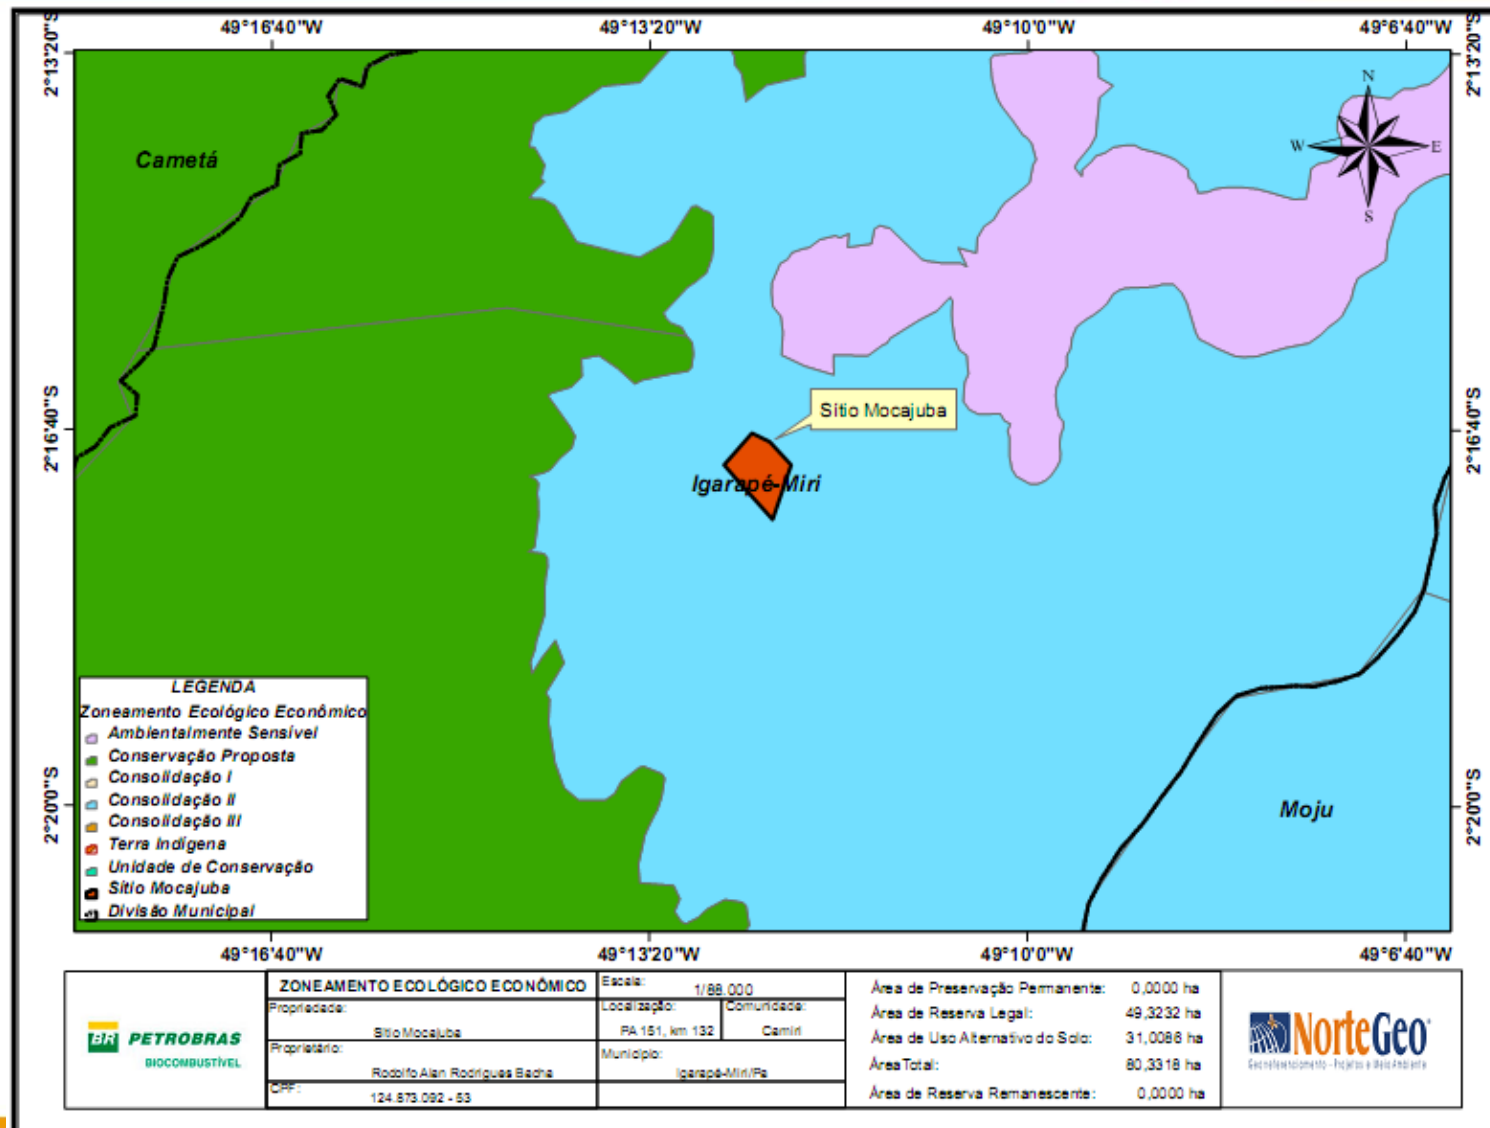 49°16'40"W 49°13'20"W 49°10'0"W 49°6'40"W
2°13'20"S 2°13'20"S
N
W E
S
Cametá
Sítio Mocajuba
2°16'40"S 2°16'40"S
Igarapé-Miri
LEGENDA
Zoneamento Ecológico Econômico
Ambientalmente Sensível
Conservação Proposta
Consolidação I
Consolidação II
Consolidação III
Terra Indígena
Unidade de Conservação
Sítio Mocajuba
Divisão Municipal
2°20'0"S 2°20'0"S
Moju
49°16'40"W 49°13'20"W 49°10'0"W 49°6'40"W
BR PETROBRAS
BIOCOMBUSTÍVEL
ZONEAMENTO ECOLÓGICO ECONÔMICO
Propriedade:
Sítio Mocajuba
Proprietário:
Rodolfo Alan Rodrigues Bacha
CPF:
124.873.092 - 53
Escala:
1/88.000
Localização: Comunidade:
PA 151, km 132 Camiri
Município:
Igarapé-Miri/Pa
Área de Preservação Permanente: 0,0000 ha
Área de Reserva Legal: 49,3232 ha
Área de Uso Alternativo do Solo: 31,0086 ha
Área Total: 80,3318 ha
Área de Reserva Remanescente: 0,0000 ha
NorteGeo
Georreferenciamento - Projetos e Meio Ambiente